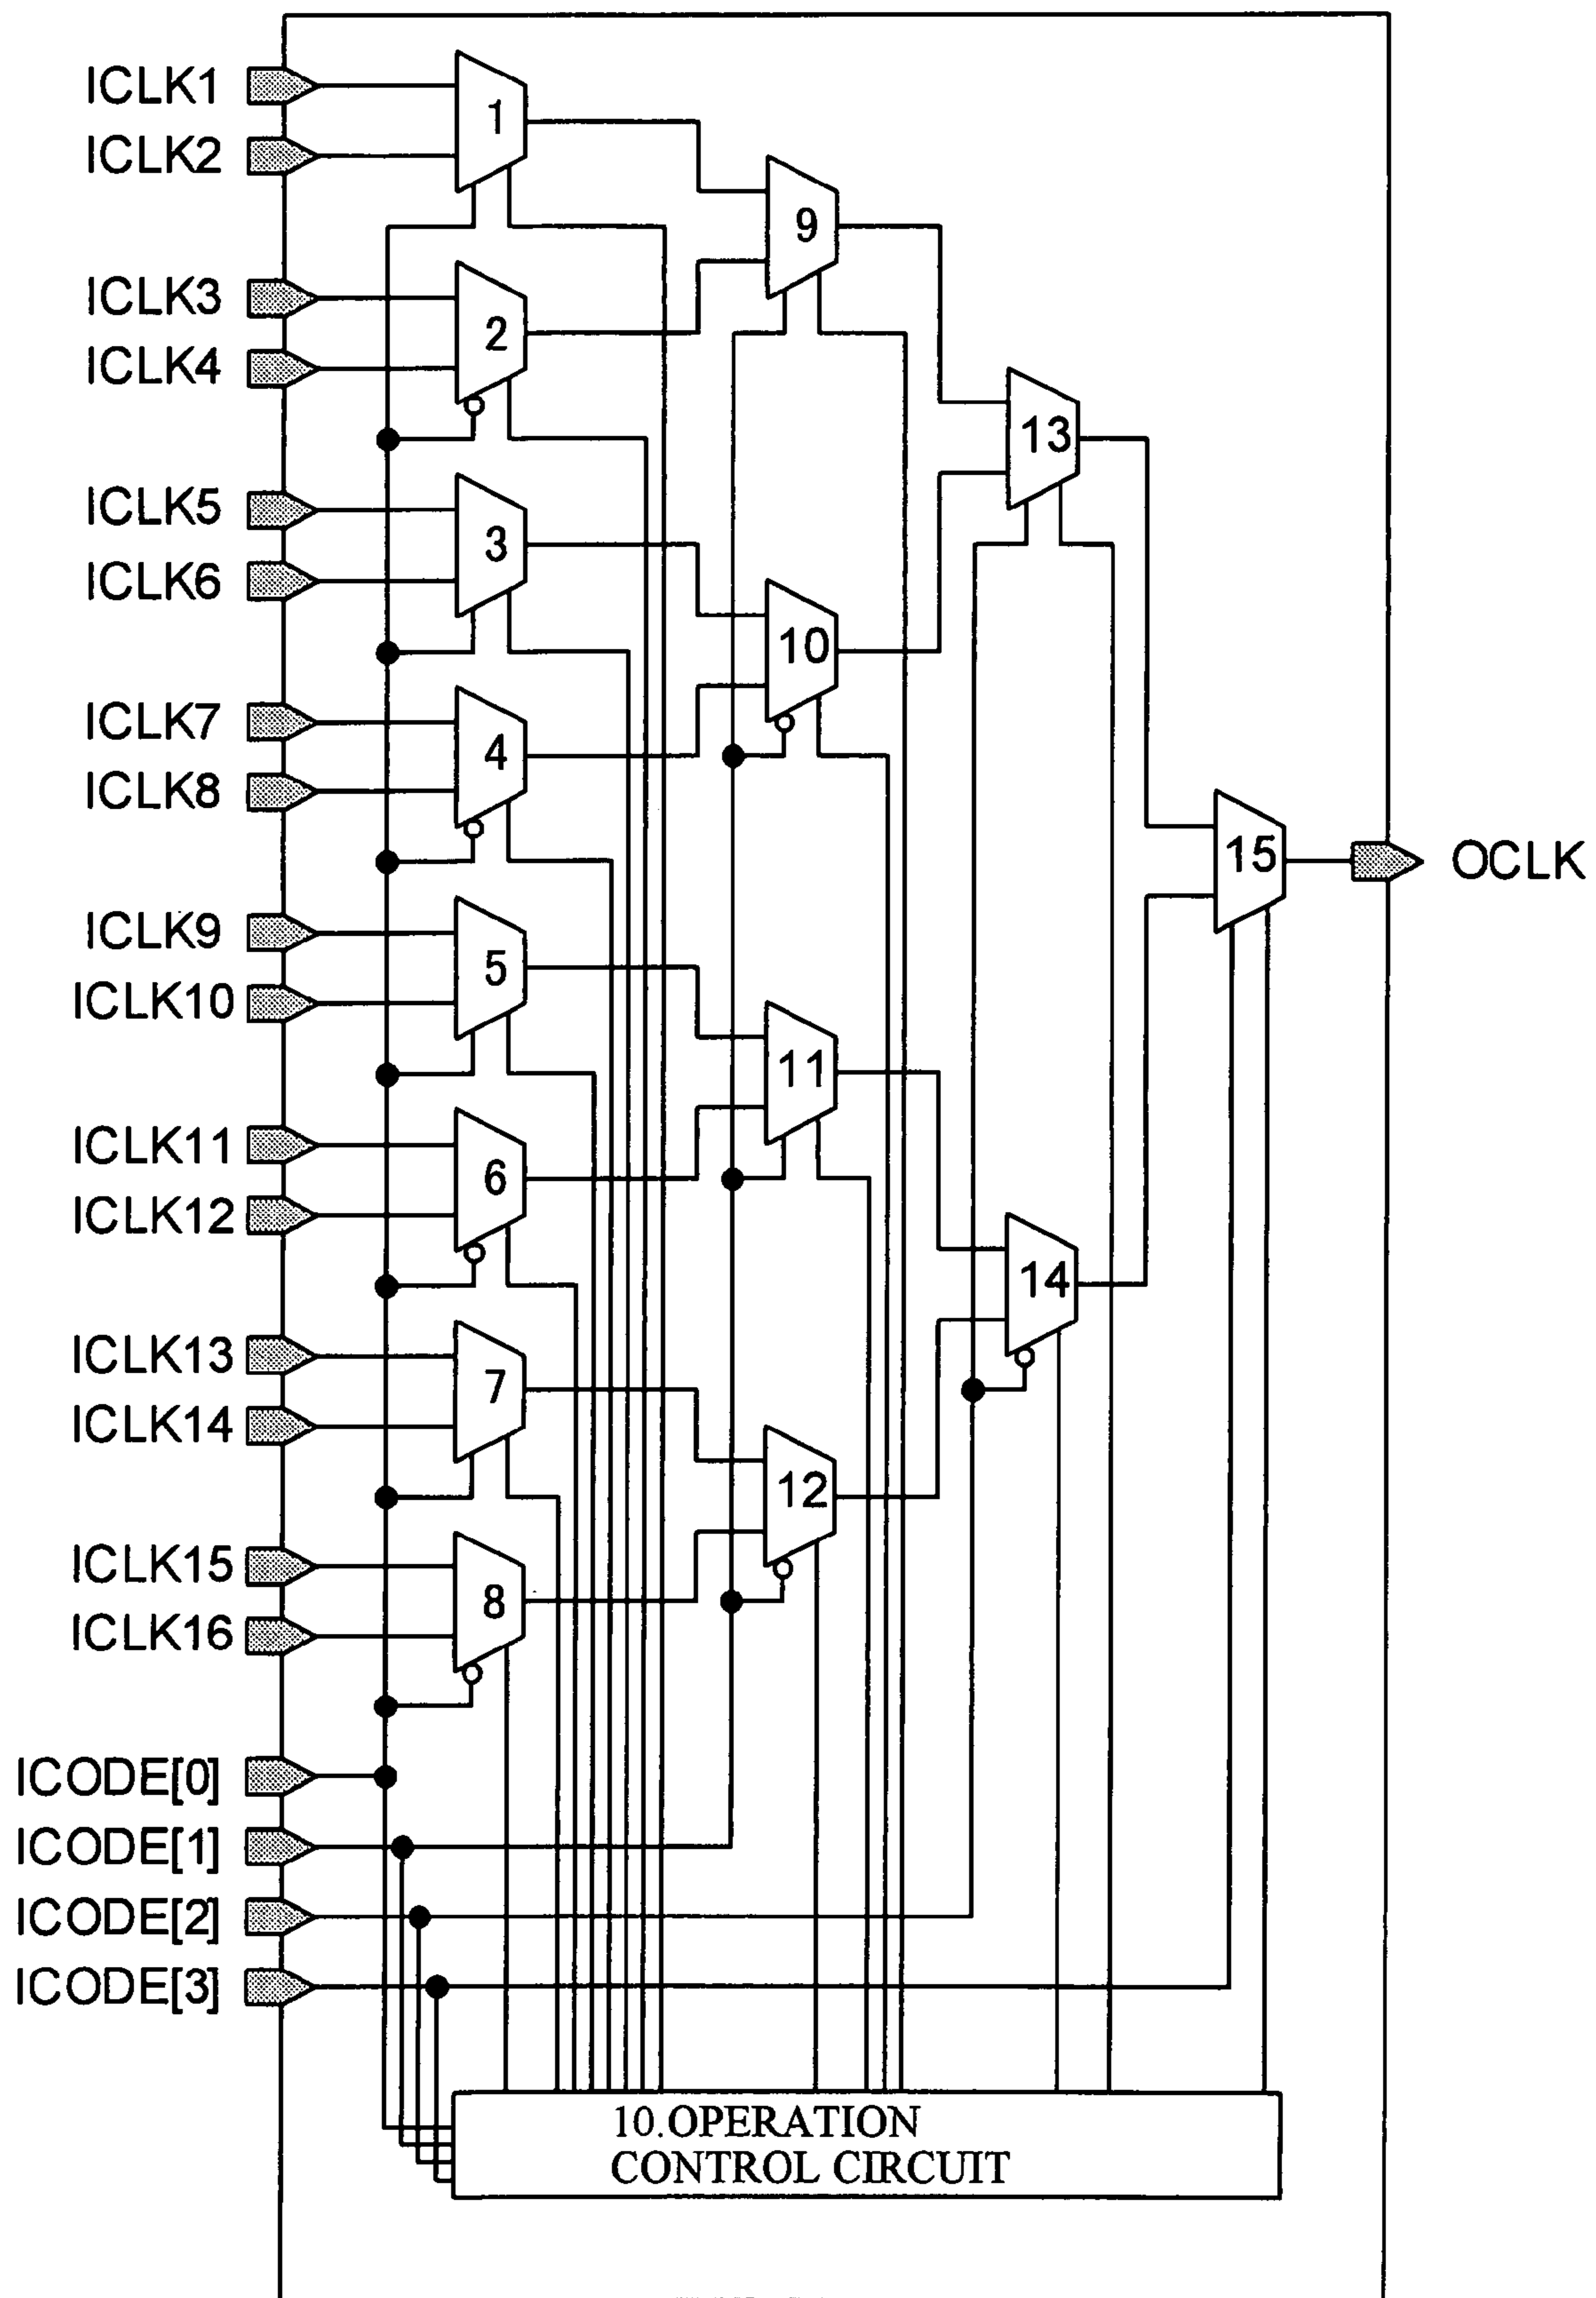 ICLK1
1
ICLK2
9
ICLK3
2
ICLK4
13
ICLK5
3
ICLK6
10
ICLK7
4
ICLK8
15
OCLK
ICLK9
5
ICLK10
11
ICLK11
6
ICLK12
14
ICLK13
7
ICLK14
12
ICLK15
8
ICLK16
ICODE[0]
ICODE[1]
ICODE[2]
ICODE[3]
10.OPERATION
CONTROL CIRCUIT